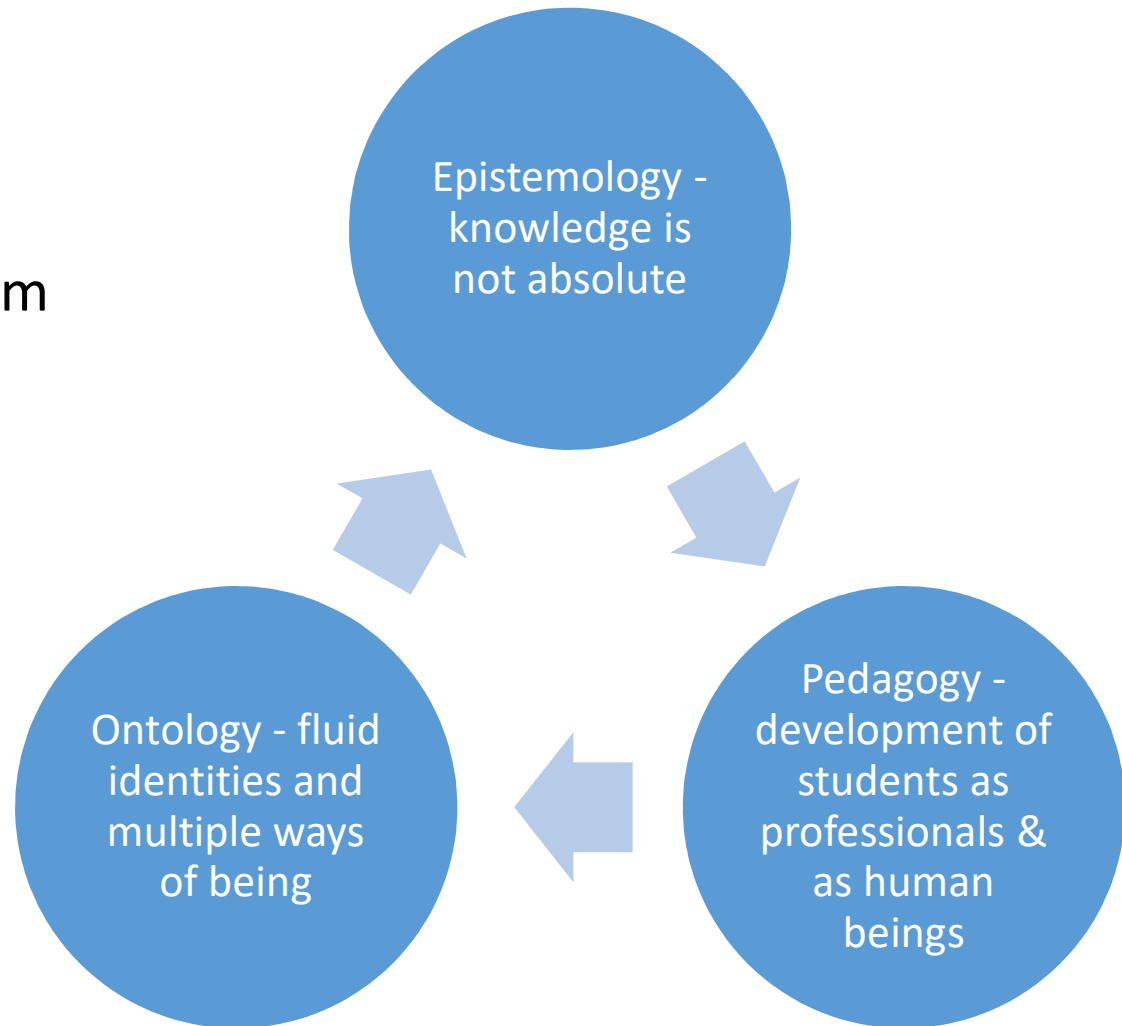 Epistemology -
knowledge is
not absolute
m
Ontology - fluid
identities and
multiple ways
of being
Pedagogy -
development of
students as
professionals &
as human
beings